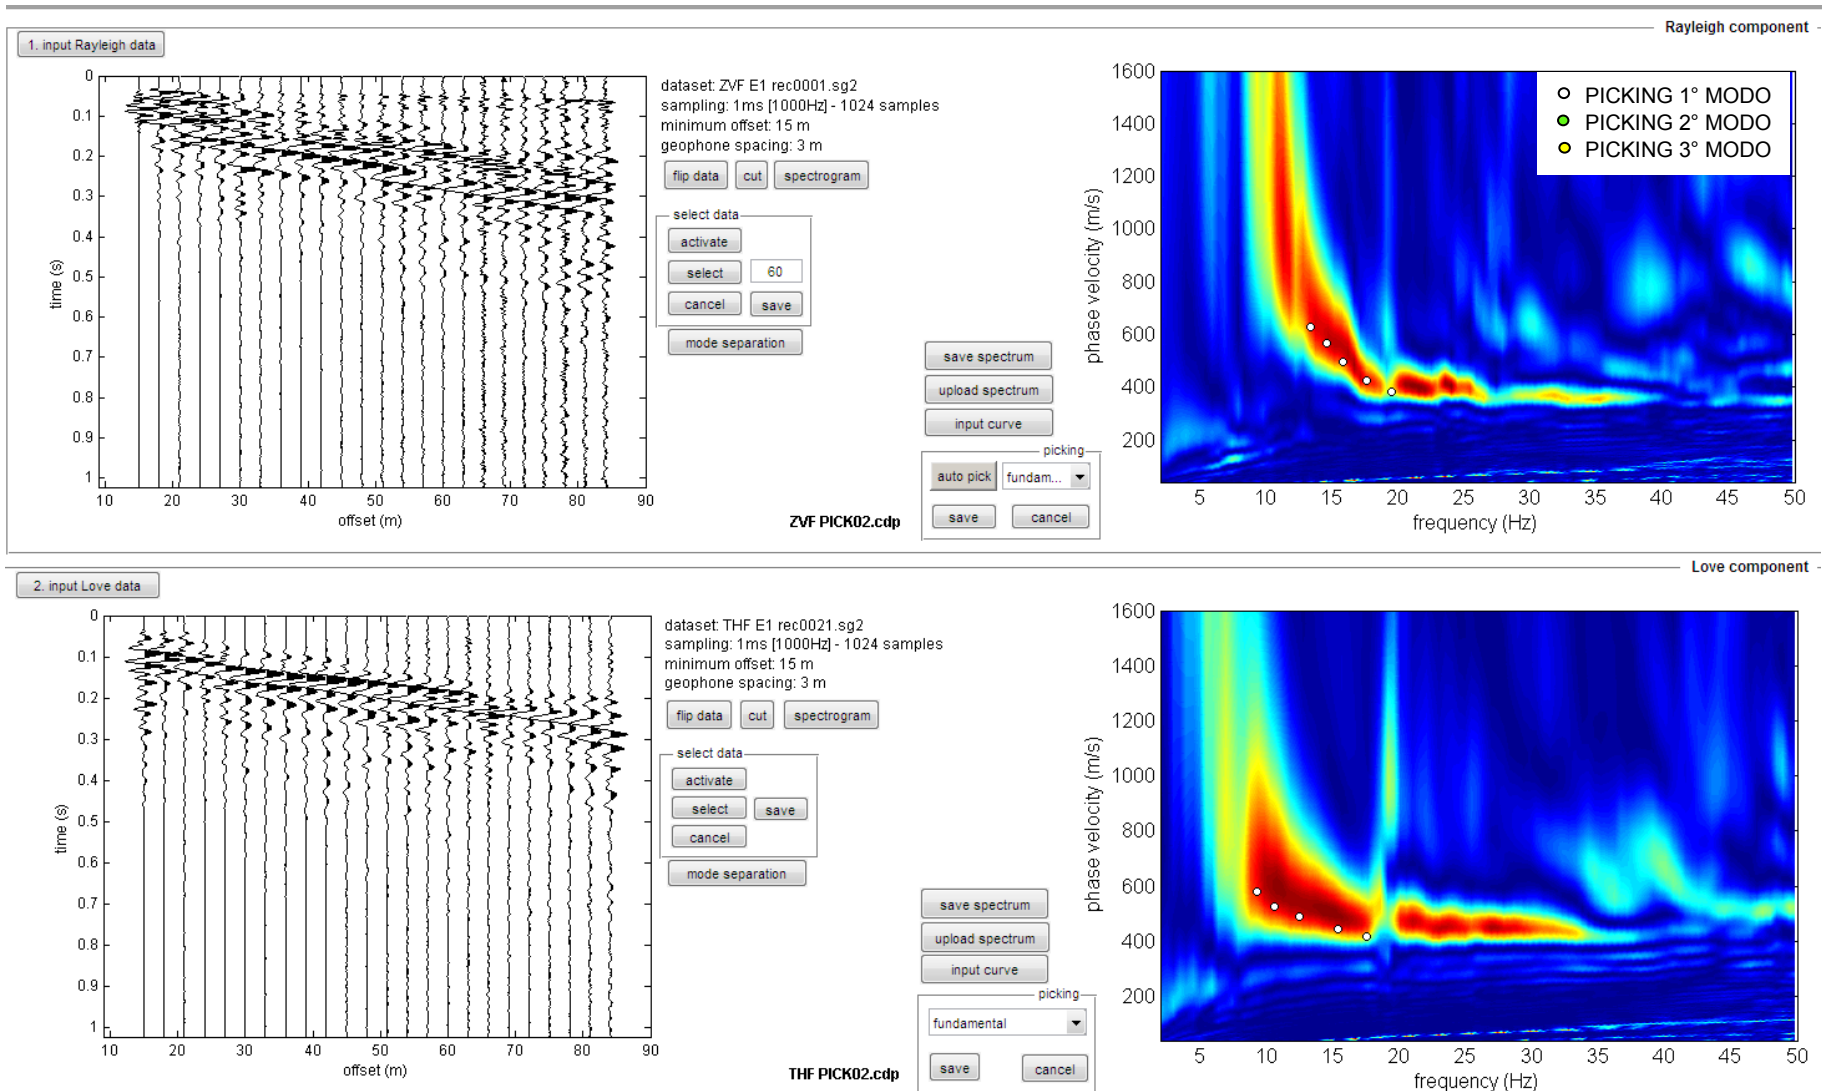 Rayleigh component
1. input Rayleigh data
0
0.1
0.2
0.3
0.4
0.5
0.6
0.7
0.8
0.9
1
time (s)
10 20 30 40 50 60 70 80 90
offset (m)
dataset: ZVF E1 rec0001.sg2
sampling: 1ms [1000Hz] - 1024 samples
minimum offset: 15 m
geophone spacing: 3 m
flip data cut spectrogram
select data
activate
select 60
cancel save
mode separation
save spectrum
upload spectrum
input curve
picking
auto pick fundam...
save cancel
ZVF PICK02.cdp
1600
1400
1200
1000
800
600
400
200
phase velocity (m/s)
PICKING 1° MODO
PICKING 2° MODO
PICKING 3° MODO
5 10 15 20 25 30 35 40 45 50
frequency (Hz)
Love component
2. input Love data
0
0.1
0.2
0.3
0.4
0.5
0.6
0.7
0.8
0.9
1
time (s)
10 20 30 40 50 60 70 80 90
offset (m)
dataset: THF E1 rec0021.sg2
sampling: 1ms [1000Hz] - 1024 samples
minimum offset: 15 m
geophone spacing: 3 m
flip data cut spectrogram
select data
activate
select save
cancel
mode separation
save spectrum
upload spectrum
input curve
picking
fundamental
save cancel
THF PICK02.cdp
1600
1400
1200
1000
800
600
400
200
phase velocity (m/s)
5 10 15 20 25 30 35 40 45 50
frequency (Hz)